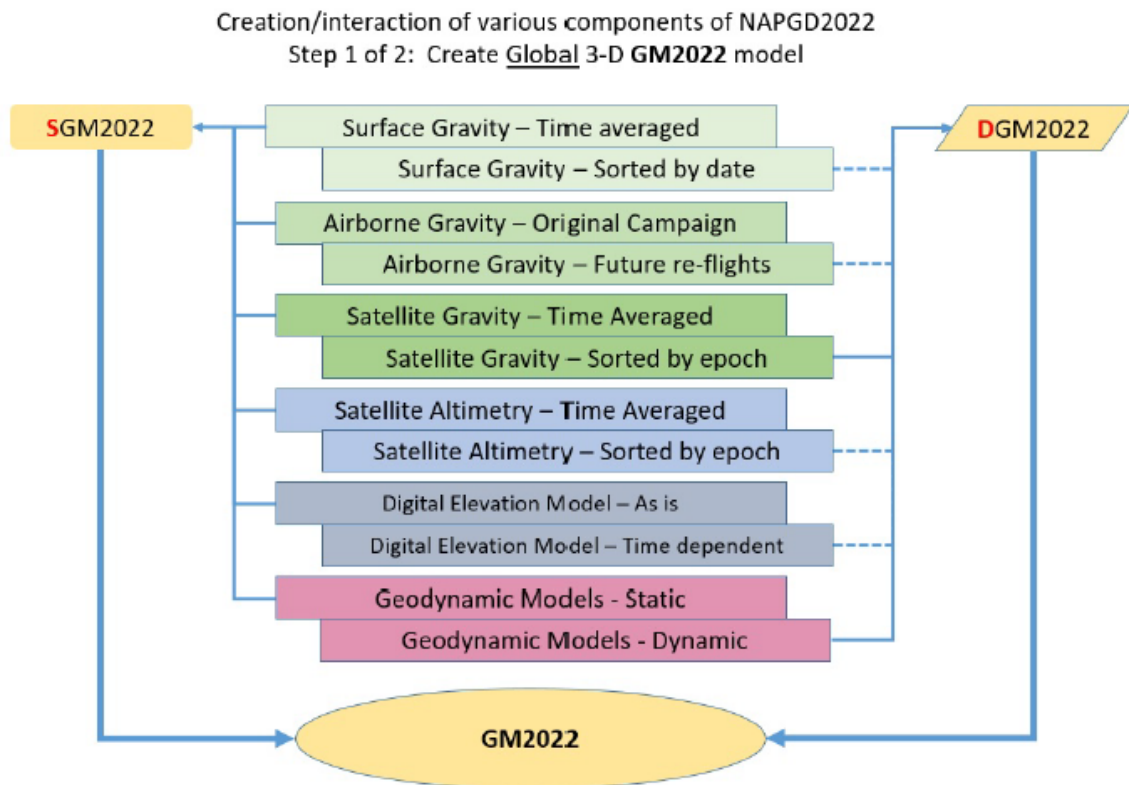 Creation/interaction of various components of NAPGD2022
Step 1 of 2: Create Global 3-D GM2022 model
SGM2022
Surface Gravity – Time averaged
DGM2022
Surface Gravity – Sorted by date
Airborne Gravity – Original Campaign
Airborne Gravity – Future re-flights
Satellite Gravity – Time Averaged
Satellite Gravity – Sorted by epoch
Satellite Altimetry – Time Averaged
Satellite Altimetry – Sorted by epoch
Digital Elevation Model – As is
Digital Elevation Model – Time dependent
Geodynamic Models - Static
Geodynamic Models - Dynamic
GM2022